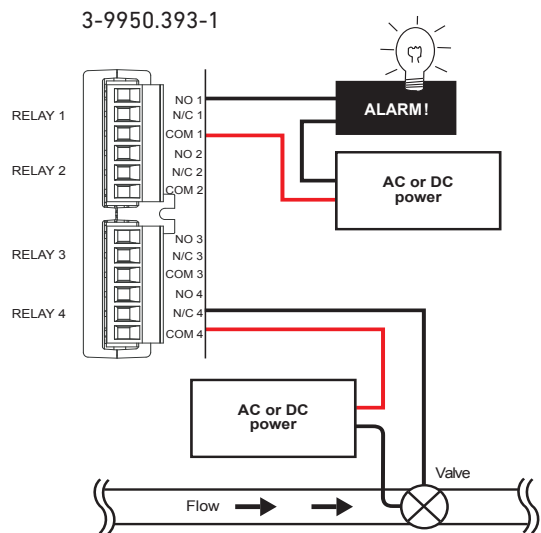 3-9950.393-1
RELAY 1
NO 1
N/C 1
COM 1
RELAY 2
NO 2
N/C 2
COM 2
RELAY 3
NO 3
N/C 3
COM 3
RELAY 4
NO 4
N/C 4
COM 4
ALARM!
AC or DC
power
AC or DC
power
Valve
Flow